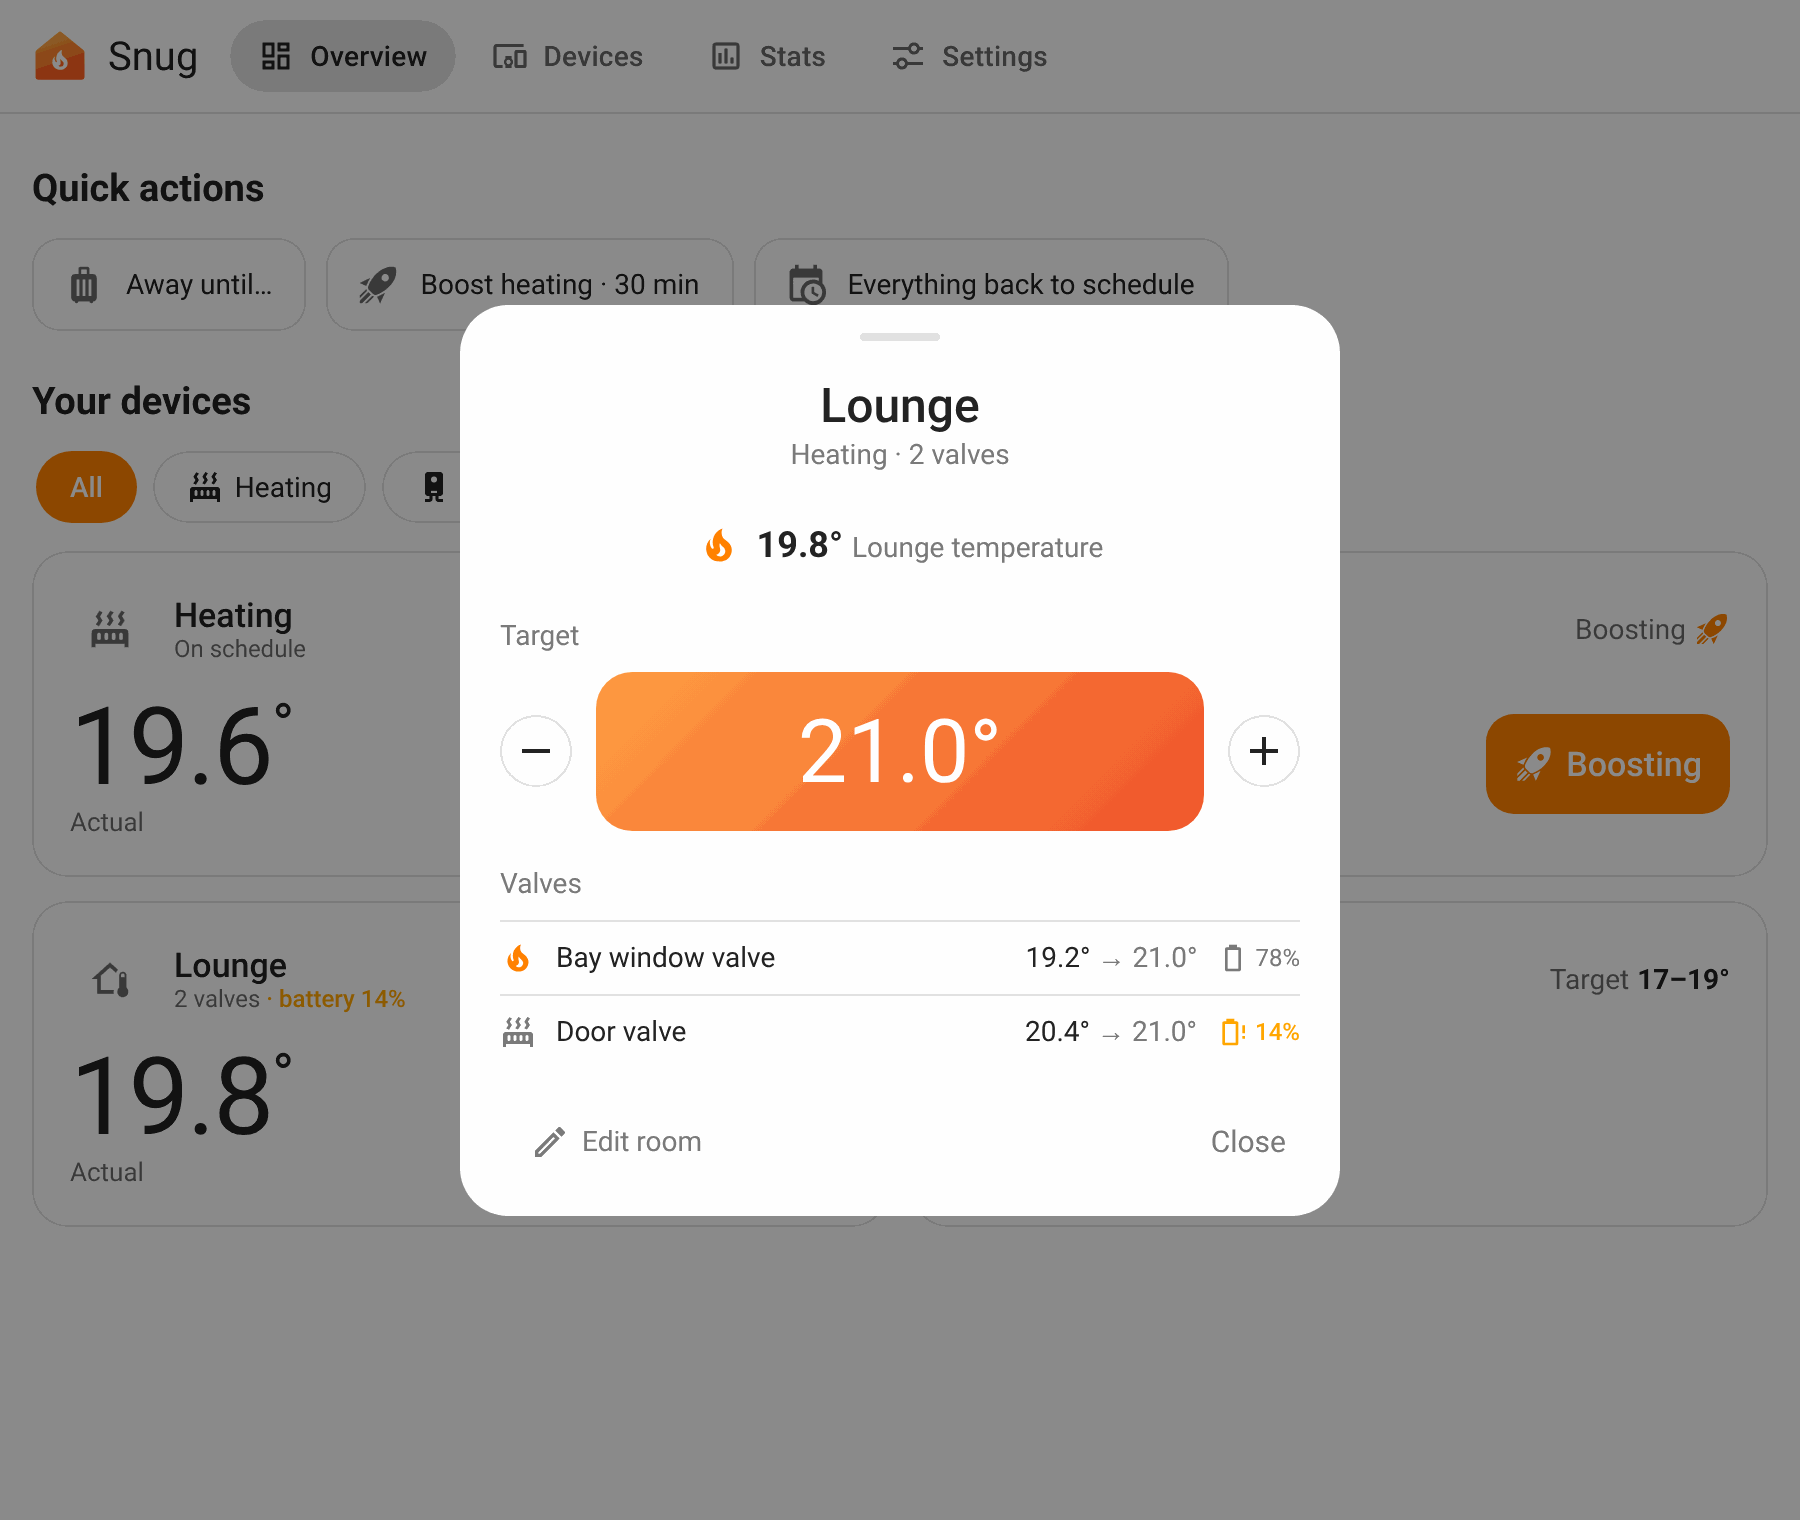 Snug
Overview
Devices
Stats
Settings
Quick actions
Away until...
Boost heating · 30 min
Everything back to schedule
Your devices
All
Heating
Heating
On schedule
19.6°
Actual
Boosting
Boosting
Lounge
2 valves · battery 14%
19.8°
Actual
Target 17–19°
Lounge
Heating · 2 valves
19.8° Lounge temperature
Target
21.0°
Valves
Bay window valve 19.2° → 21.0° 78%
Door valve 20.4° → 21.0° 14%
Edit room
Close